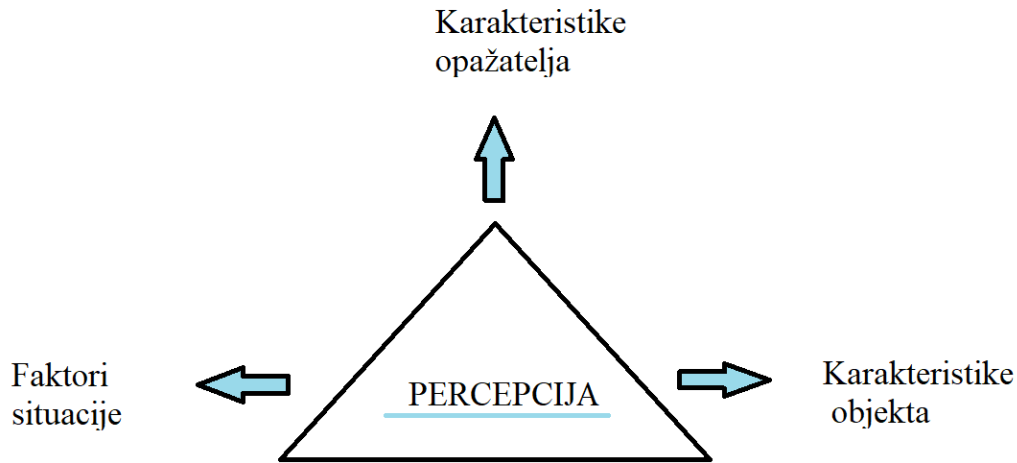 Karakteristike
opažatelja
Faktori
situacije
PERCEPCIJA
Karakteristike
objekta